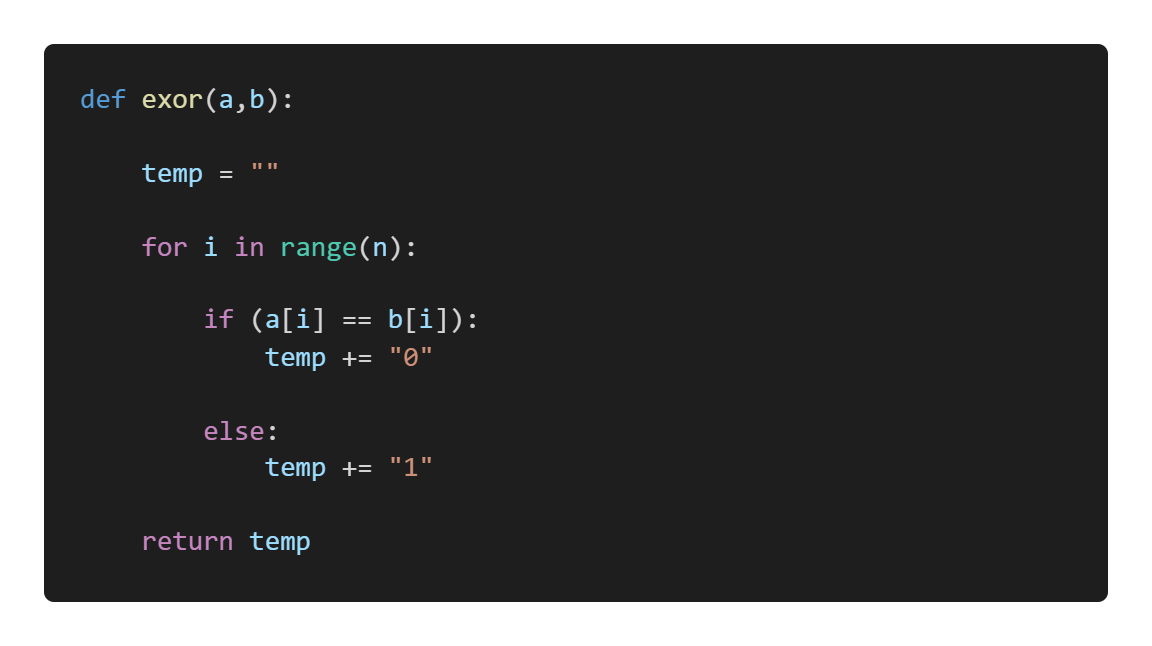 def exor(a,b):
    temp = ""
    for i in range(n):
        if (a[i] == b[i]):
            temp += "0"
        else:
            temp += "1"
    return temp